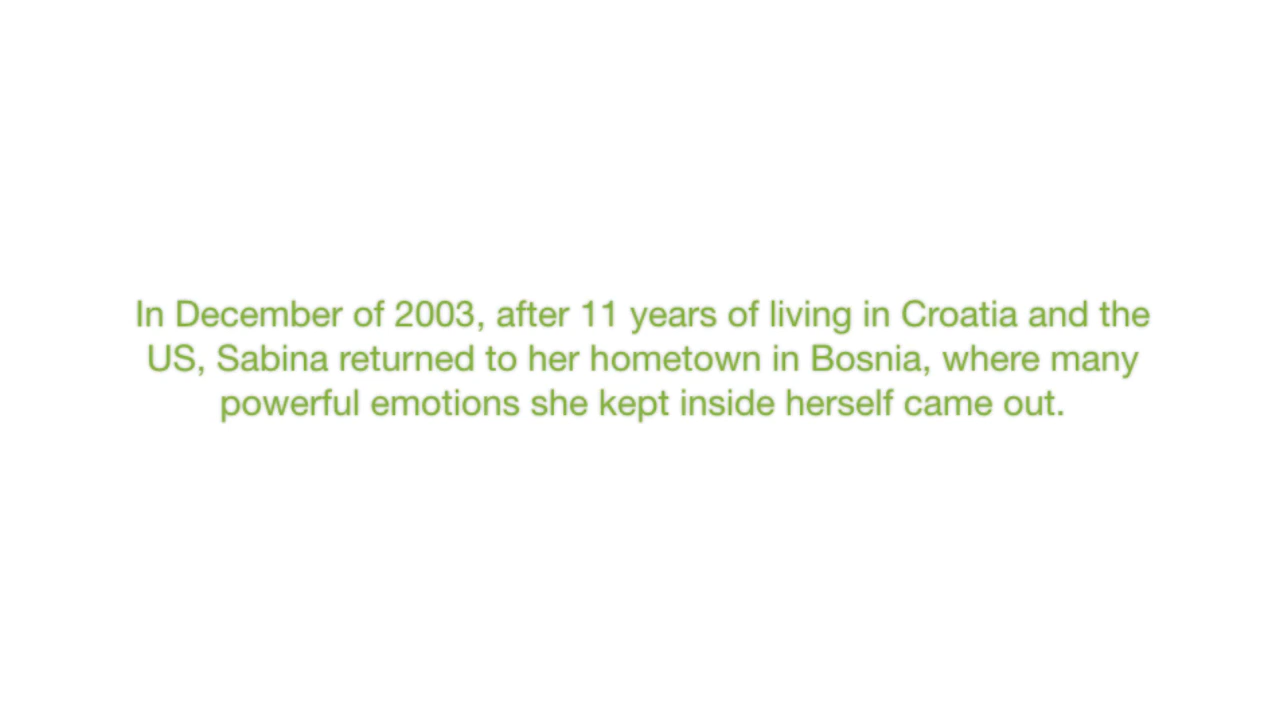 In December of 2003, after 11 years of living in Croatia and the
US, Sabina returned to her hometown in Bosnia, where many
powerful emotions she kept inside herself came out.